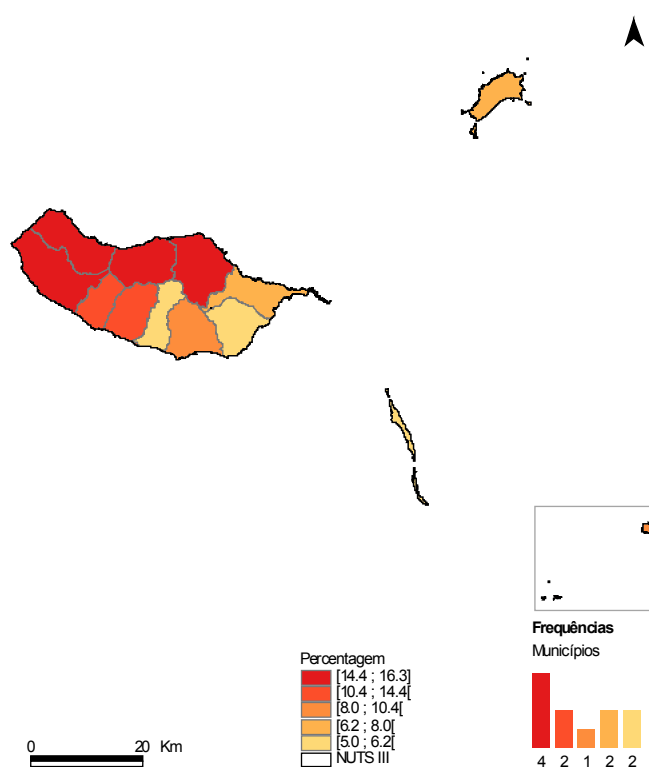 Frequências
Municípios
Percentagem
[14.4 ; 16.3]
[10.4 ; 14.4[
[8.0 ; 10.4[
[6.2 ; 8.0[
[5.0 ; 6.2[
NUTS III
0 20 Km
4 2 1 2 2